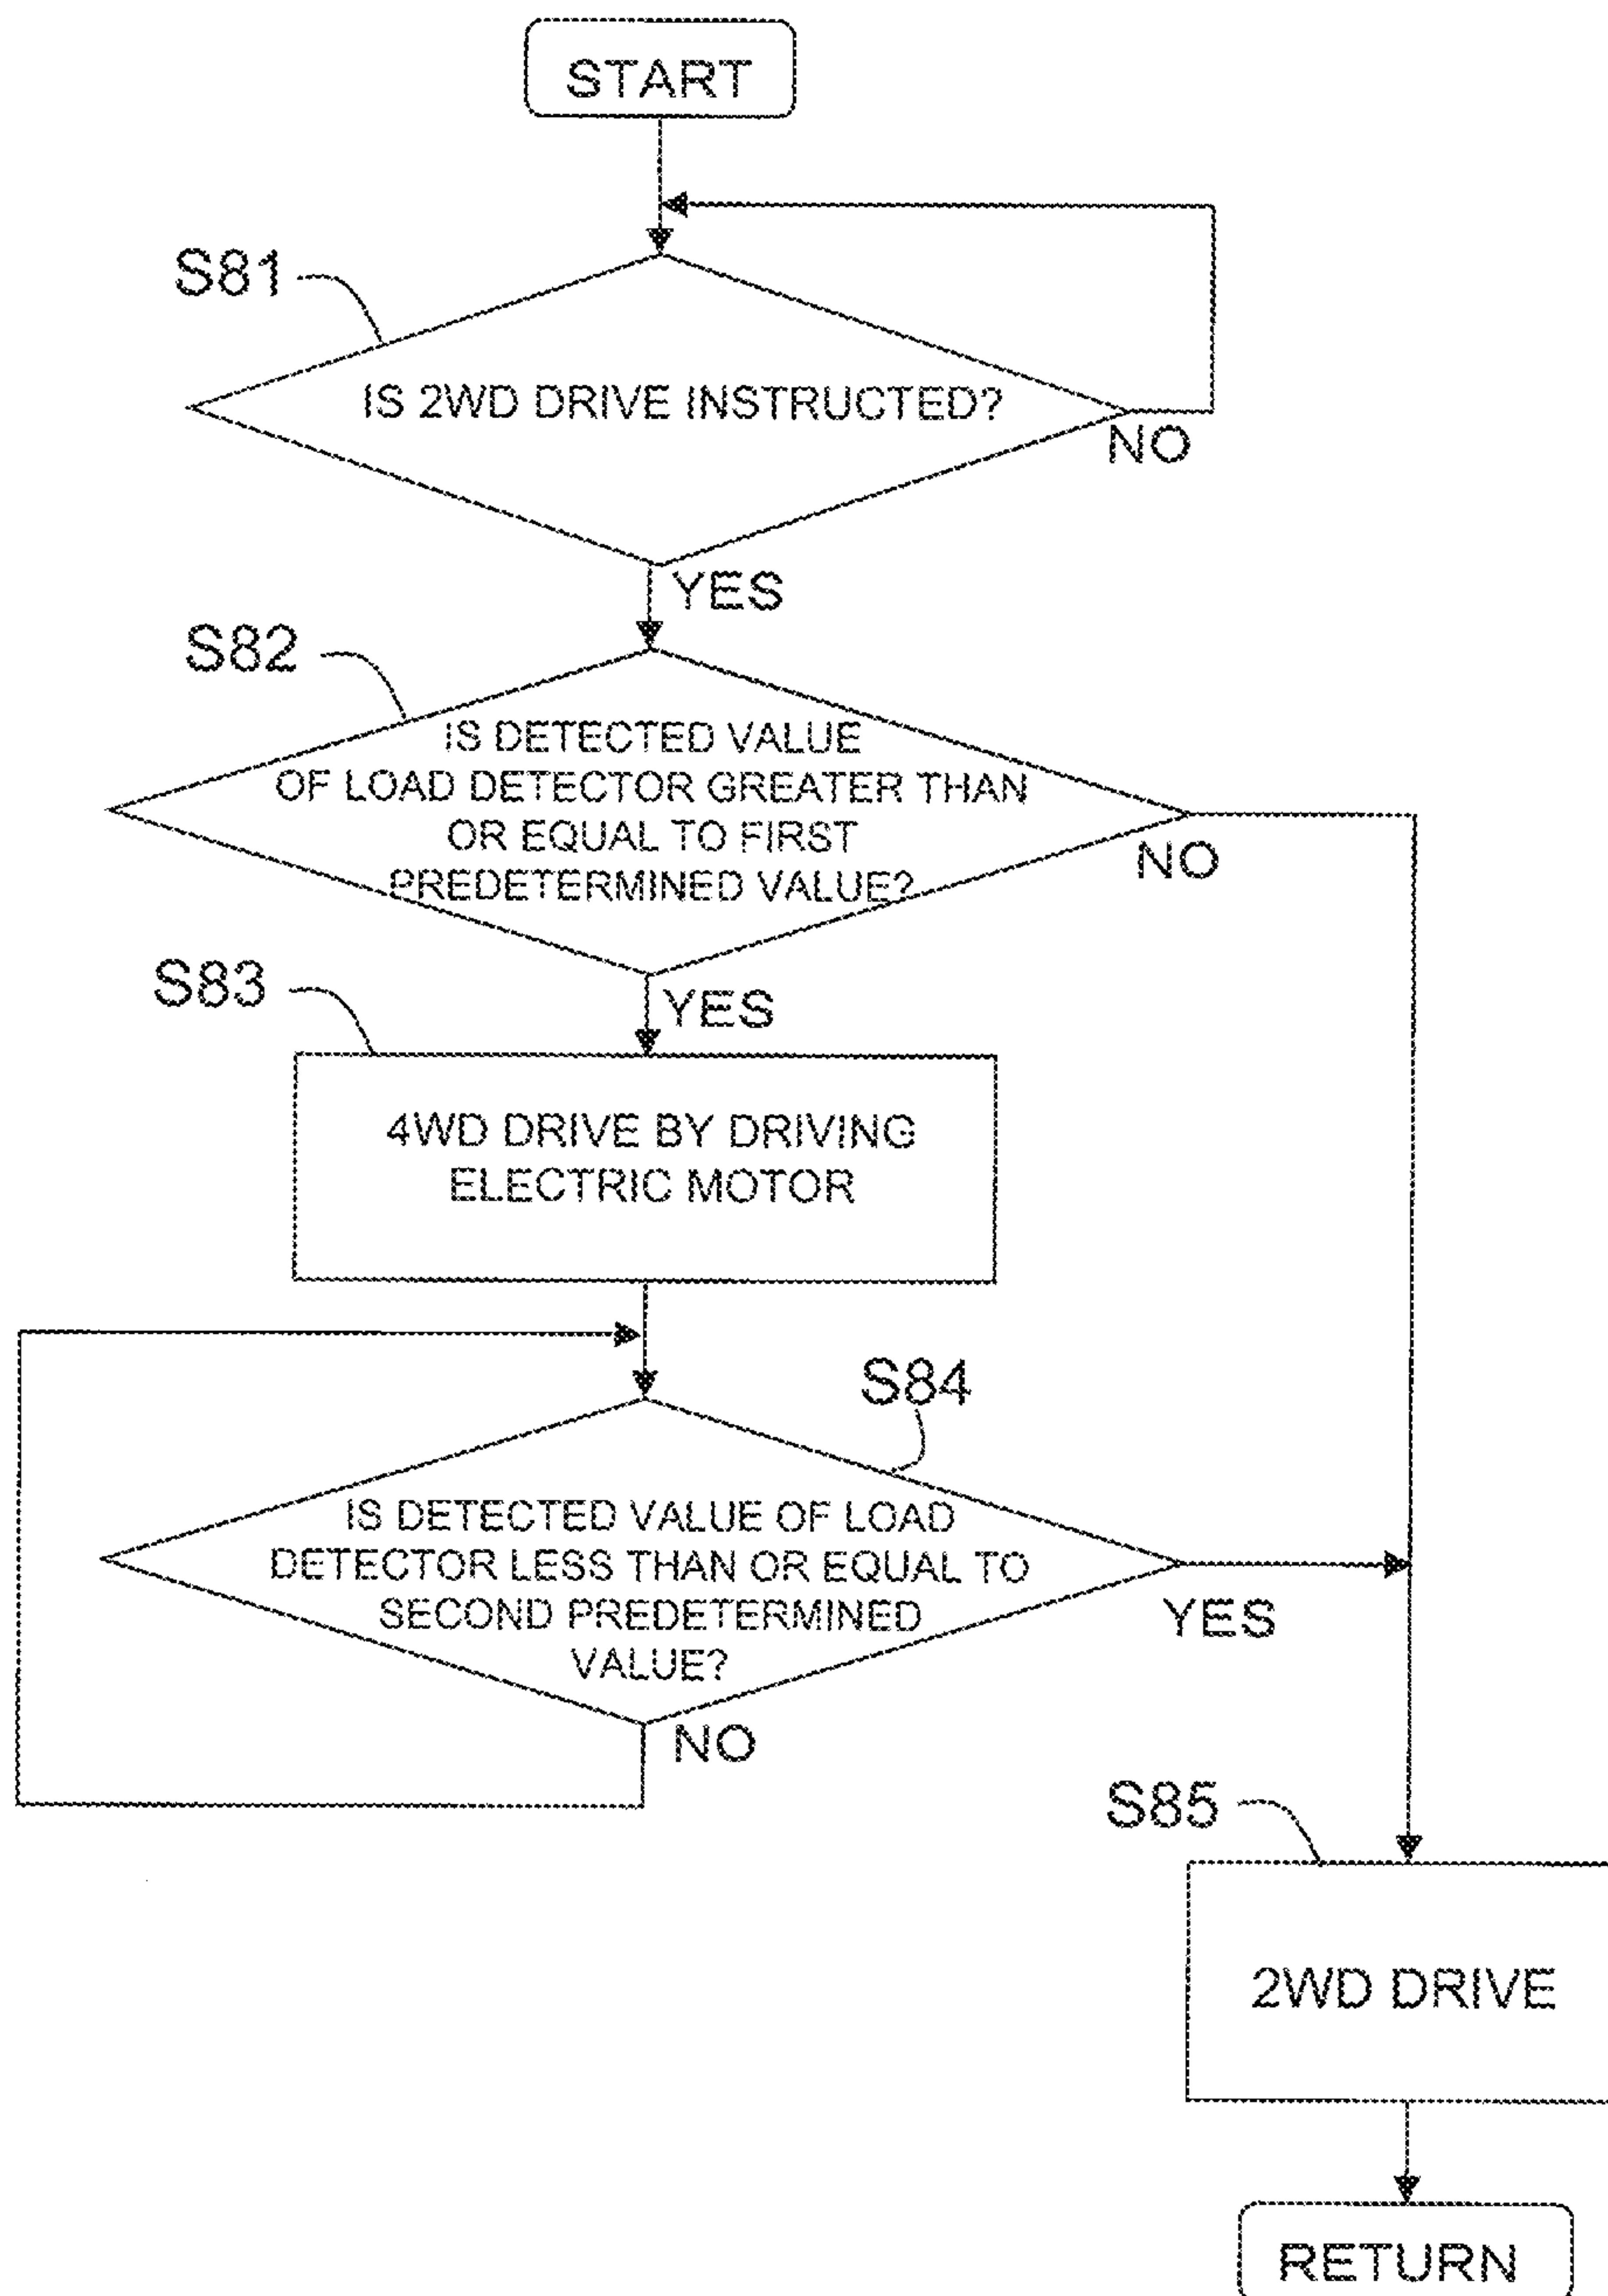 START
S81
IS 2WD DRIVE INSTRUCTED?
NO
YES
S82
IS DETECTED VALUE
OF LOAD DETECTOR GREATER THAN
OR EQUAL TO FIRST
PREDETERMINED VALUE?
NO
YES
S83
4WD DRIVE BY DRIVING
ELECTRIC MOTOR
S84
IS DETECTED VALUE OF LOAD
DETECTOR LESS THAN OR EQUAL TO
SECOND PREDETERMINED
VALUE?
YES
NO
S85
2WD DRIVE
RETURN